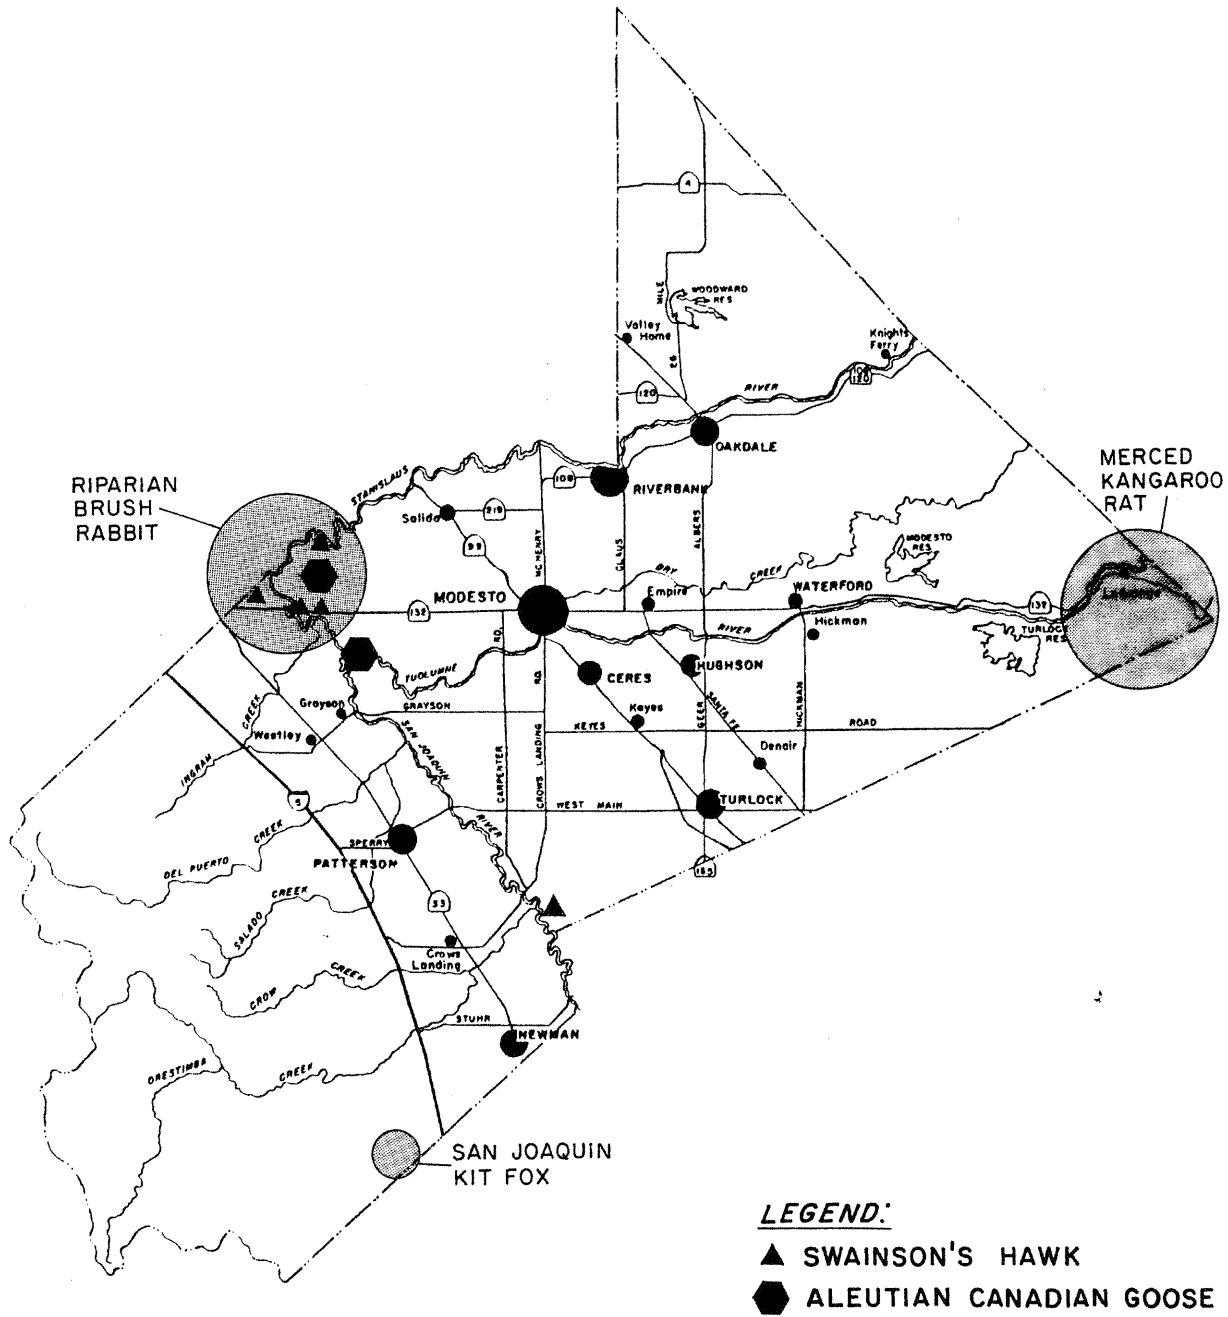 4
MILE
WOODWARD
RES
Valley
Home
26
Knights
Ferry
108
120
120
RIVER
OAKDALE
MERCED
KANGAROO
RAT
RIPARIAN
BRUSH
RABBIT
STANISLAUS
108
RIVERBANK
Salida
219
99
MC HENRY
CLAUS
ALBERS
MODESTO
RES.
DRY
CREEK
Empire
WATERFORD
132
MODESTO
132
LaGrange
Hickman
TURLOCK
RES
RIVER
RD.
TUOLUMNE
CERES
HUGHSON
RD.
Grayson
GRAYSON
Keyes
KEYES
GEER
SANTA FE
HICKMAN
ROAD
CREEK
Westley
INGRAM
SAN JOAQUIN
CARPENTER
CROWS LANDING
Denair
5
WEST MAIN
TURLOCK
RIVER
CREEK
DEL PUERTO
SPERRY
PATTERSON
165
CREEK
SALADO
33
Crows
Landing
CREEK
CROW
STUHR
NEWMAN
ORESTIMBA
CREEK
SAN JOAQUIN
KIT FOX
LEGEND:
SWAINSON'S HAWK
ALEUTIAN CANADIAN GOOSE